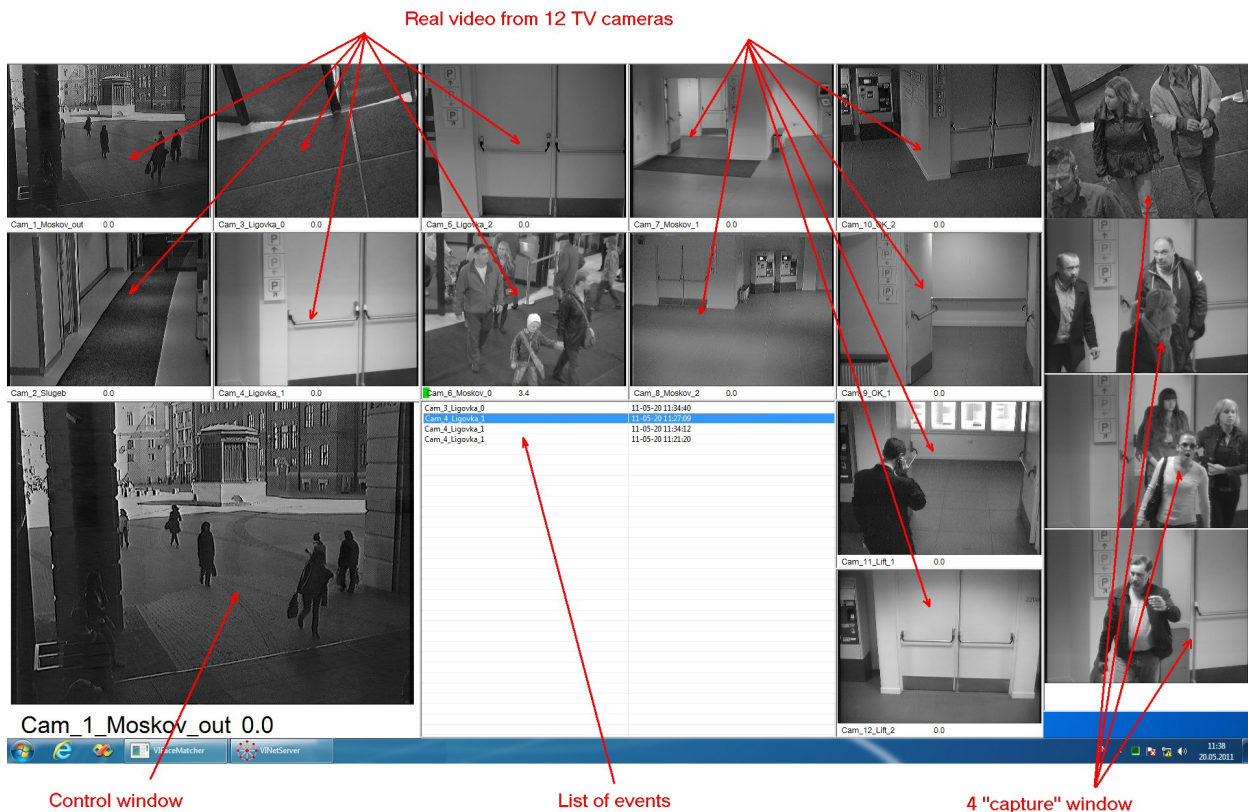 Real video from 12 TV cameras
Cam_1_Moskov_out 0.0
Cam_3_Ligovka_0 0.0
Cam_6_Ligovka_2 0.0
Cam_7_Moskov_1 0.0
Cam_10_OK_2 0.0
Cam_2_Slugeb 0.0
Cam_4_Ligovka_1 0.0
Cam_6_Moskov_0 3.4
Cam_8_Moskov_2 0.0
Cam_9_OK_1 0.0
Cam_3_Ligovka_0 11-05-20 11:34:40
Cam_4_Ligovka_1 11-05-20 11:27:09
Cam_4_Ligovka_1 11-05-20 11:34:12
Cam_4_Ligovka_1 11-05-20 11:21:20
Cam_11_Lift_1 0.0
Cam_12_Lift_2 0.0
Cam_1_Moskov_out 0.0
VIFaceMatcher
VINetServer
11:38
20.05.2011
Control window
List of events
4 "capture" window